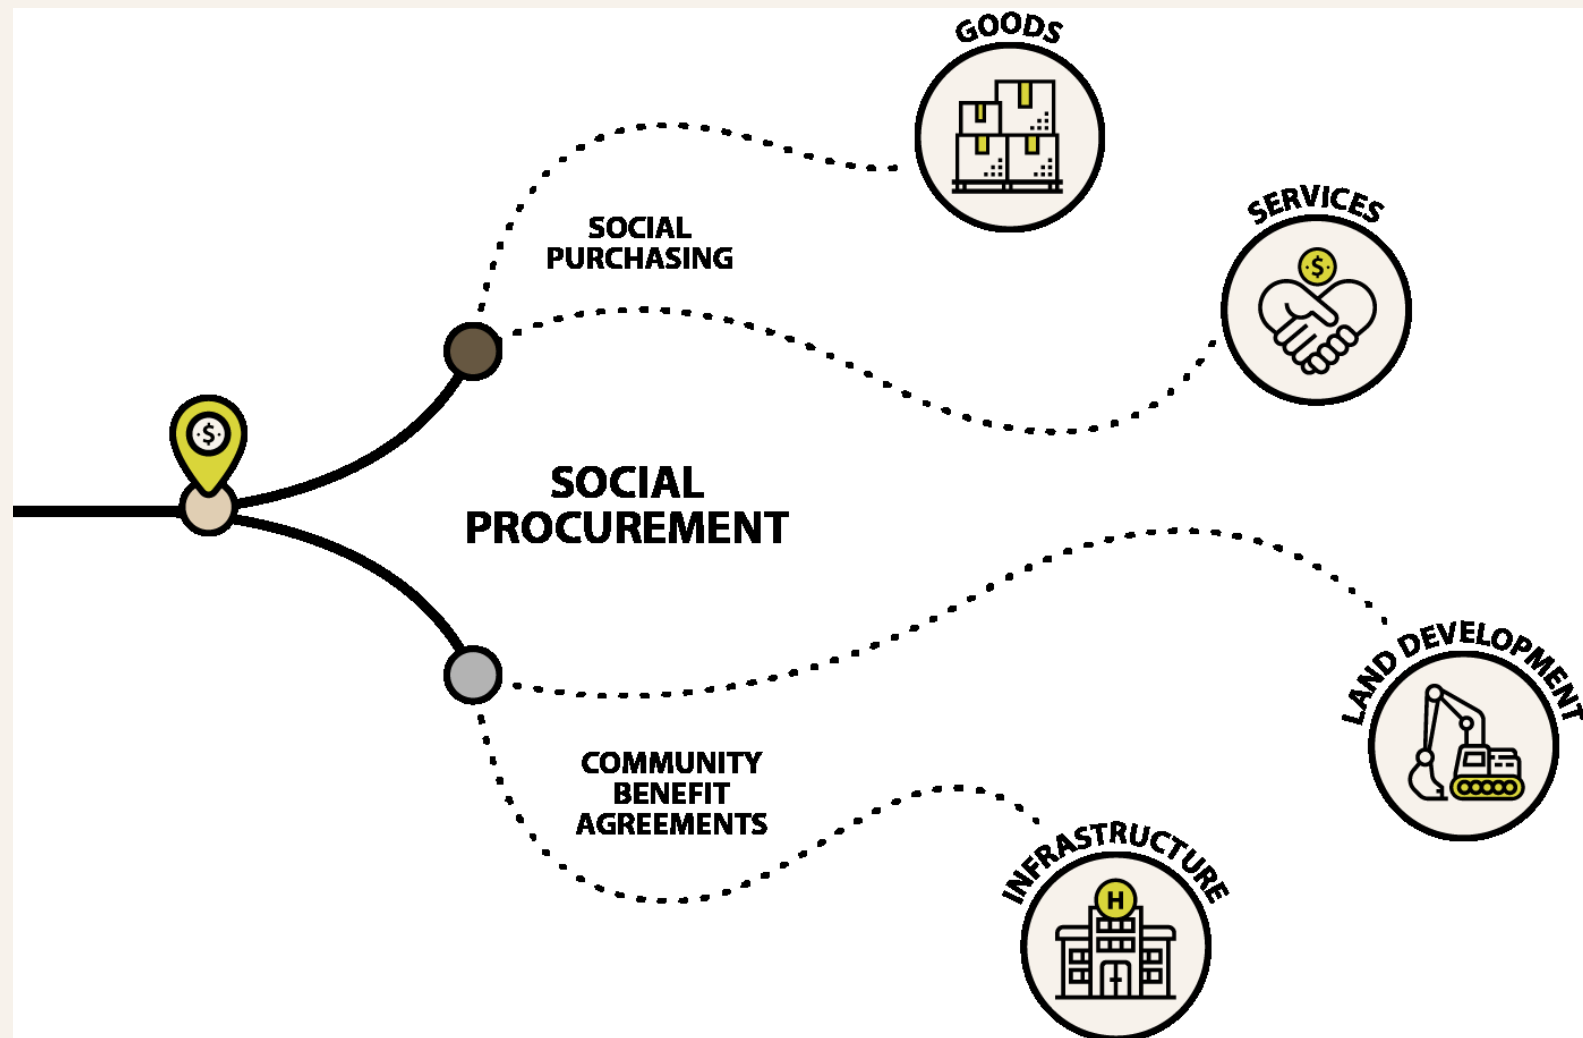 GOODS
SERVICES
SOCIAL
PURCHASING
$
$
SOCIAL
PROCUREMENT
LAND DEVELOPMENT
COMMUNITY
BENEFIT
AGREEMENTS
INFRASTRUCTURE
H